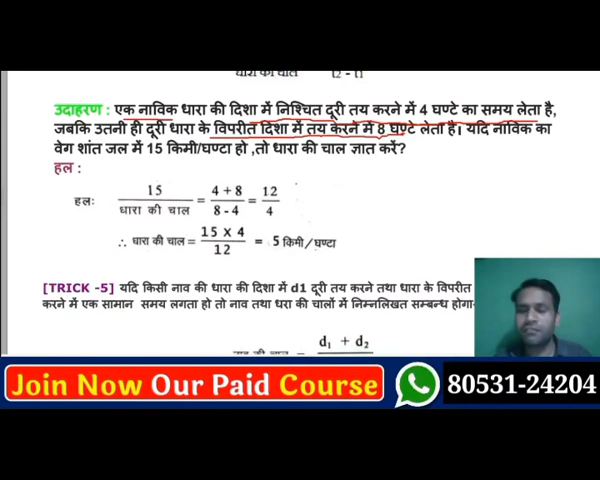 धारा की चाल    t2 - t1
उदाहरण : एक नाविक धारा की दिशा में निश्चित दूरी तय करने में 4 घण्टे का समय लेता है,
जबकि उतनी ही दूरी धारा के विपरीत दिशा में तय करने में 8 घण्टे लेता है। यदि नाविक का
वेग शांत जल में 15 किमी/घण्टा हो ,तो धारा की चाल ज्ञात करें?
हल :
हलः 15 / धारा की चाल = 4 + 8 / 8 - 4 = 12 / 4
∴ धारा की चाल = 15 X 4 / 12 = 5 किमी/घण्टा
[TRICK -5] यदि किसी नाव की धारा की दिशा में d1 दूरी तय करने तथा धारा के विपरीत
करने में एक सामान समय लगता हो तो नाव तथा धरा की चालों में निम्नलिखत सम्बन्ध होगा-
= d1 + d2
Join Now Our Paid Course 80531-24204